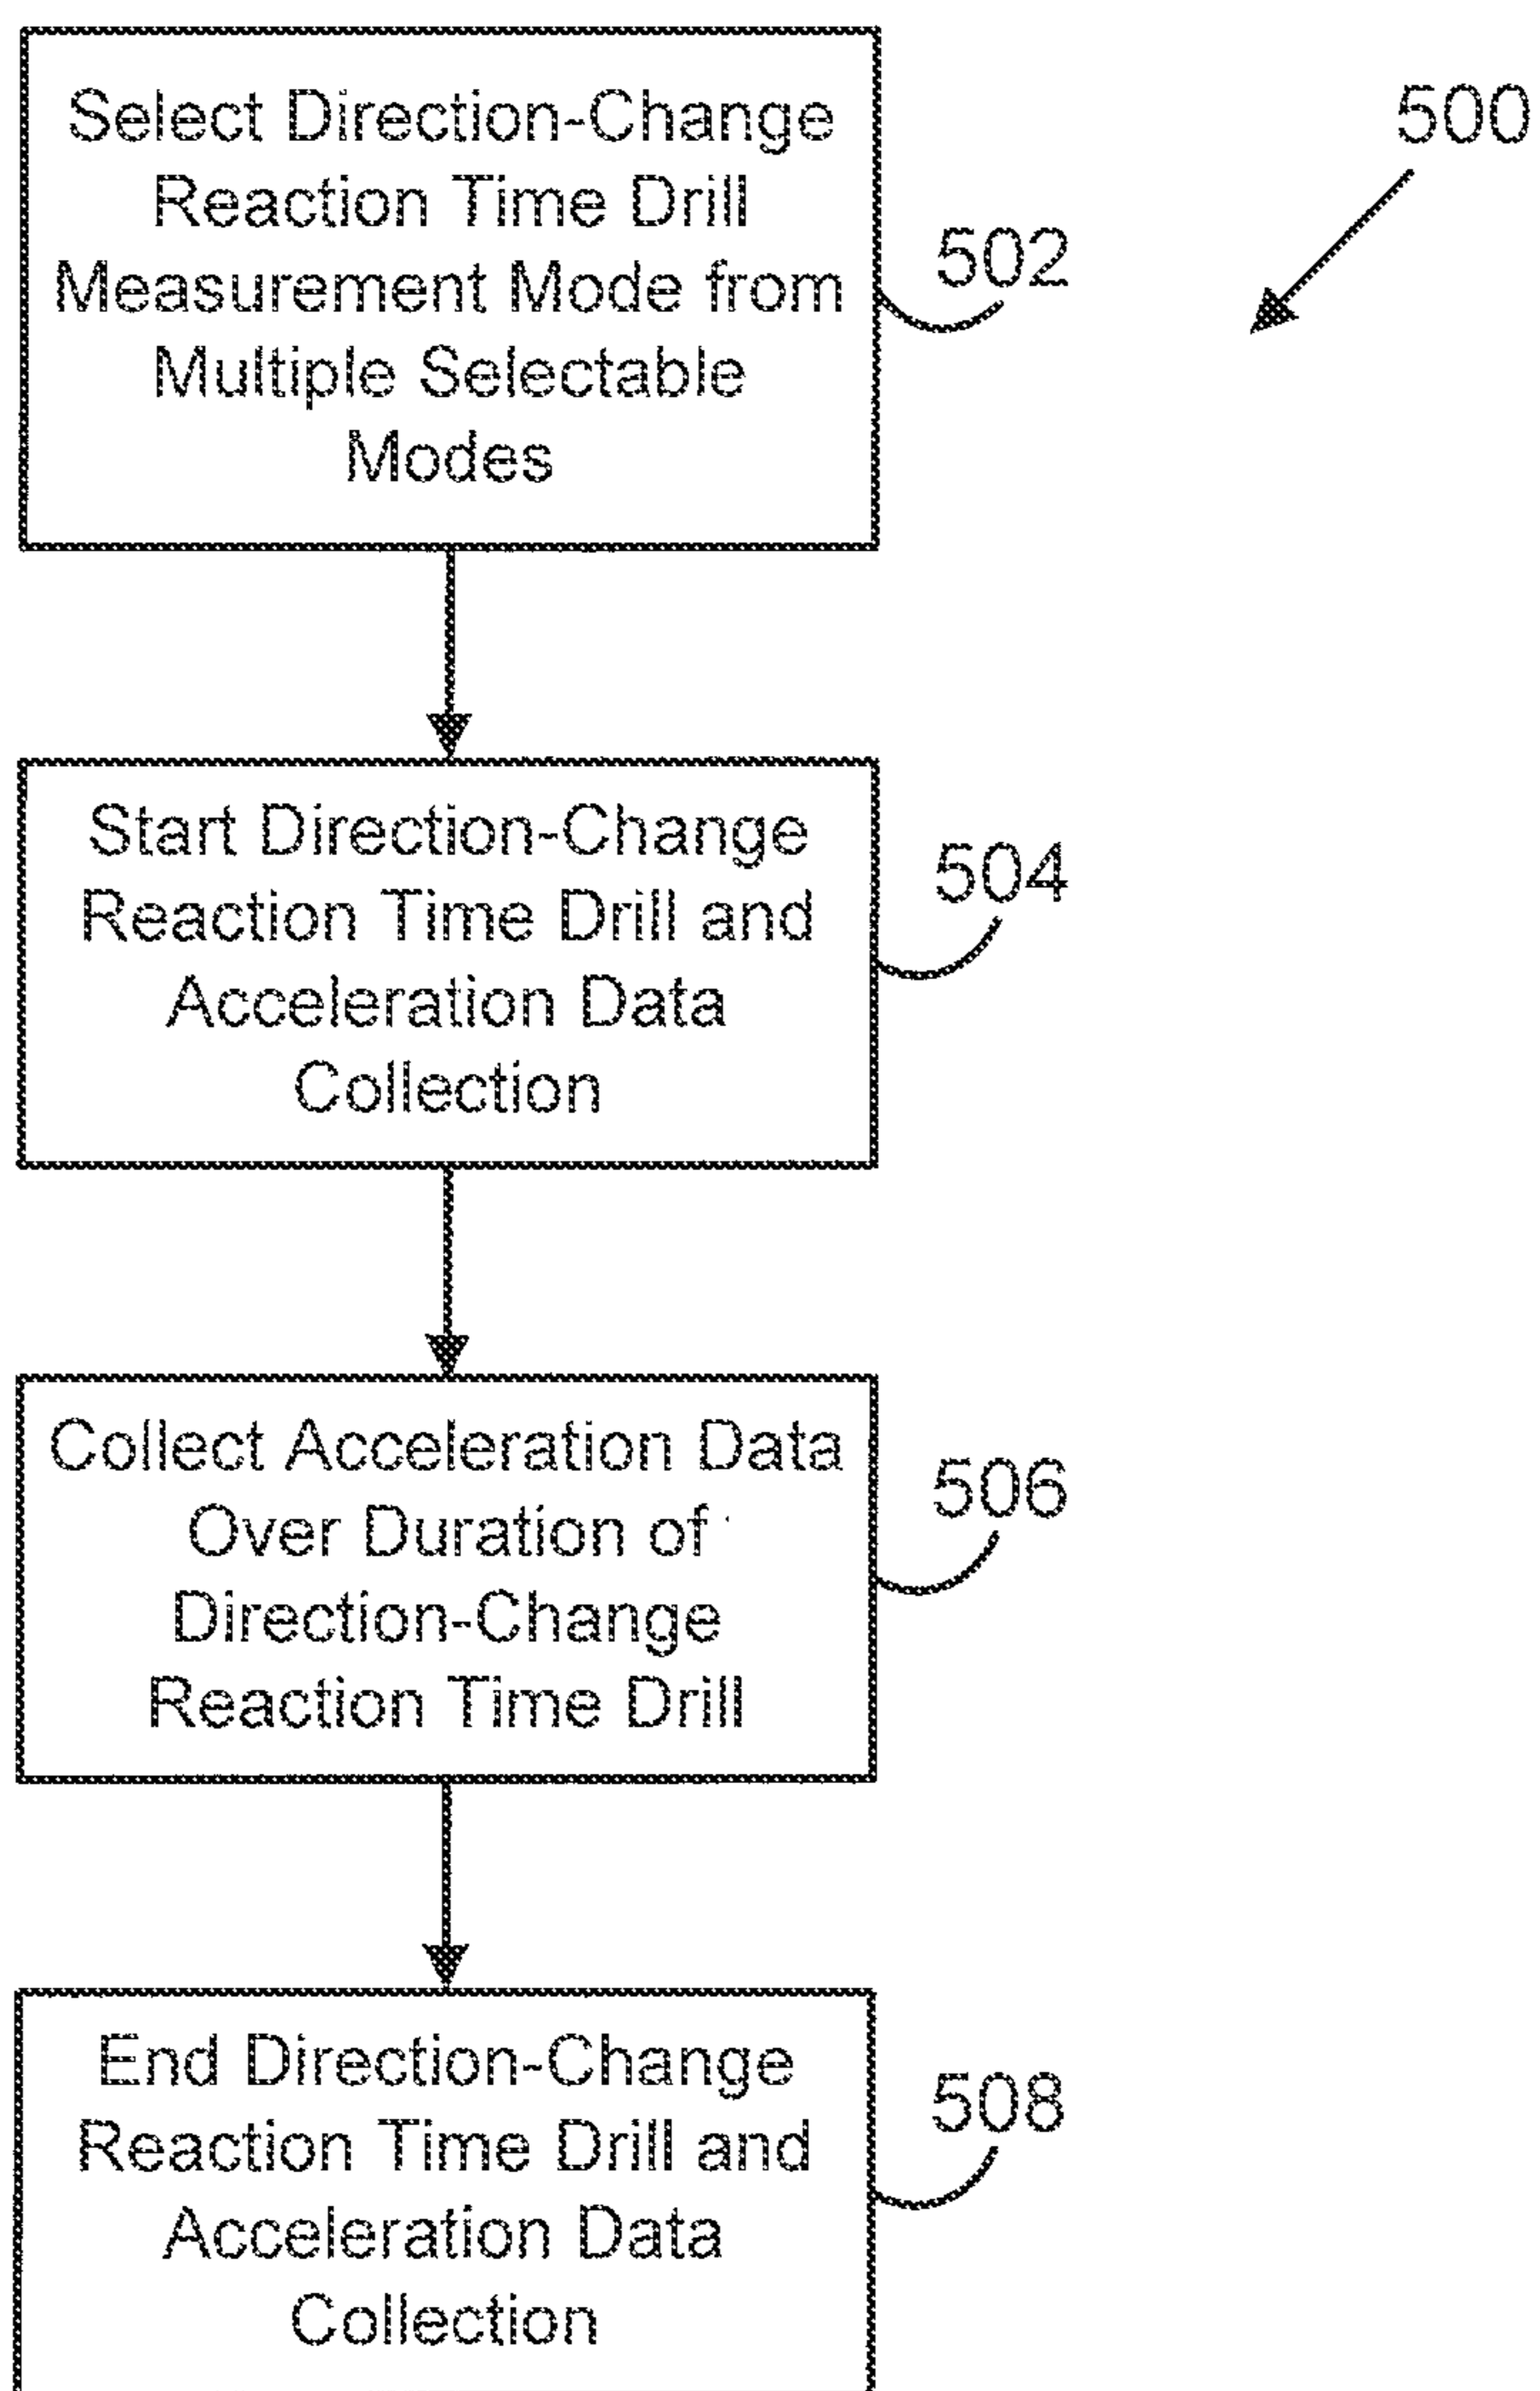 500
Select Direction-Change
Reaction Time Drill
Measurement Mode from
Multiple Selectable
Modes
502
Start Direction-Change
Reaction Time Drill and
Acceleration Data
Collection
504
Collect Acceleration Data
Over Duration of
Direction-Change
Reaction Time Drill
506
End Direction-Change
Reaction Time Drill and
Acceleration Data
Collection
508